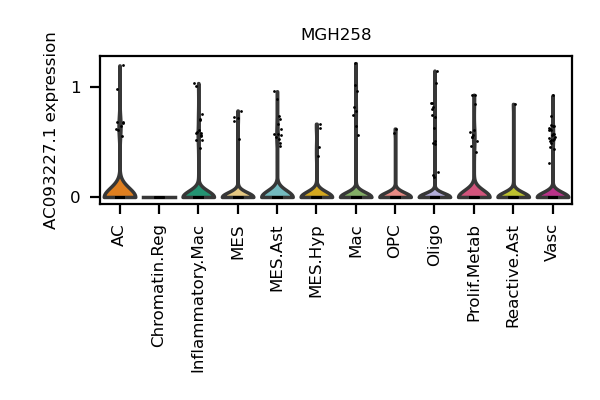 MGH258
AC093227.1 expression
1
0
AC
Chromatin.Reg
Inflammatory.Mac
MES
MES.Ast
MES.Hyp
Mac
OPC
Oligo
Prolif.Metab
Reactive.Ast
Vasc